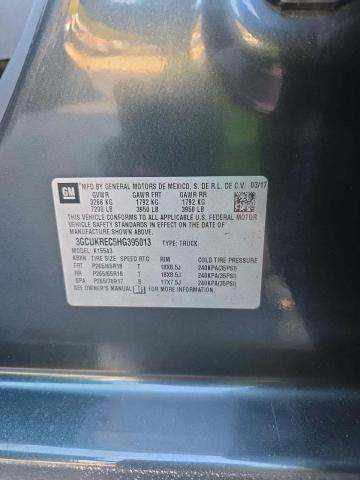 GM
MFD BY GENERAL MOTORS DE MEXICO, S. DE R.L. DE C.V. 03/17
GVWR GAWR FRT GAWR RR
3266 KG 1792 KG 1792 KG
7200 LB 3950 LB 3950 LB
THIS VEHICLE CONFORMS TO ALL APPLICABLE U.S. FEDERAL MOTOR
VEHICLE SAFETY STANDARDS IN EFFECT ON THE DATE OF
MANUFACTURE SHOWN ABOVE.
3GCUKREC5HG395013 TYPE: TRUCK
MODEL: K15543
TIRE SIZE SPEED RTG RIM COLD TIRE PRESSURE
FRT P265/65R18 T 18X8.5J 240KPA(35PSI)
RR P265/65R18 T 18X8.5J 240KPA(35PSI)
SPA P265/70R17 S 17X7.5J 240KPA(35PSI)
SEE OWNER'S MANUAL FOR ADDITIONAL INFORMATION.